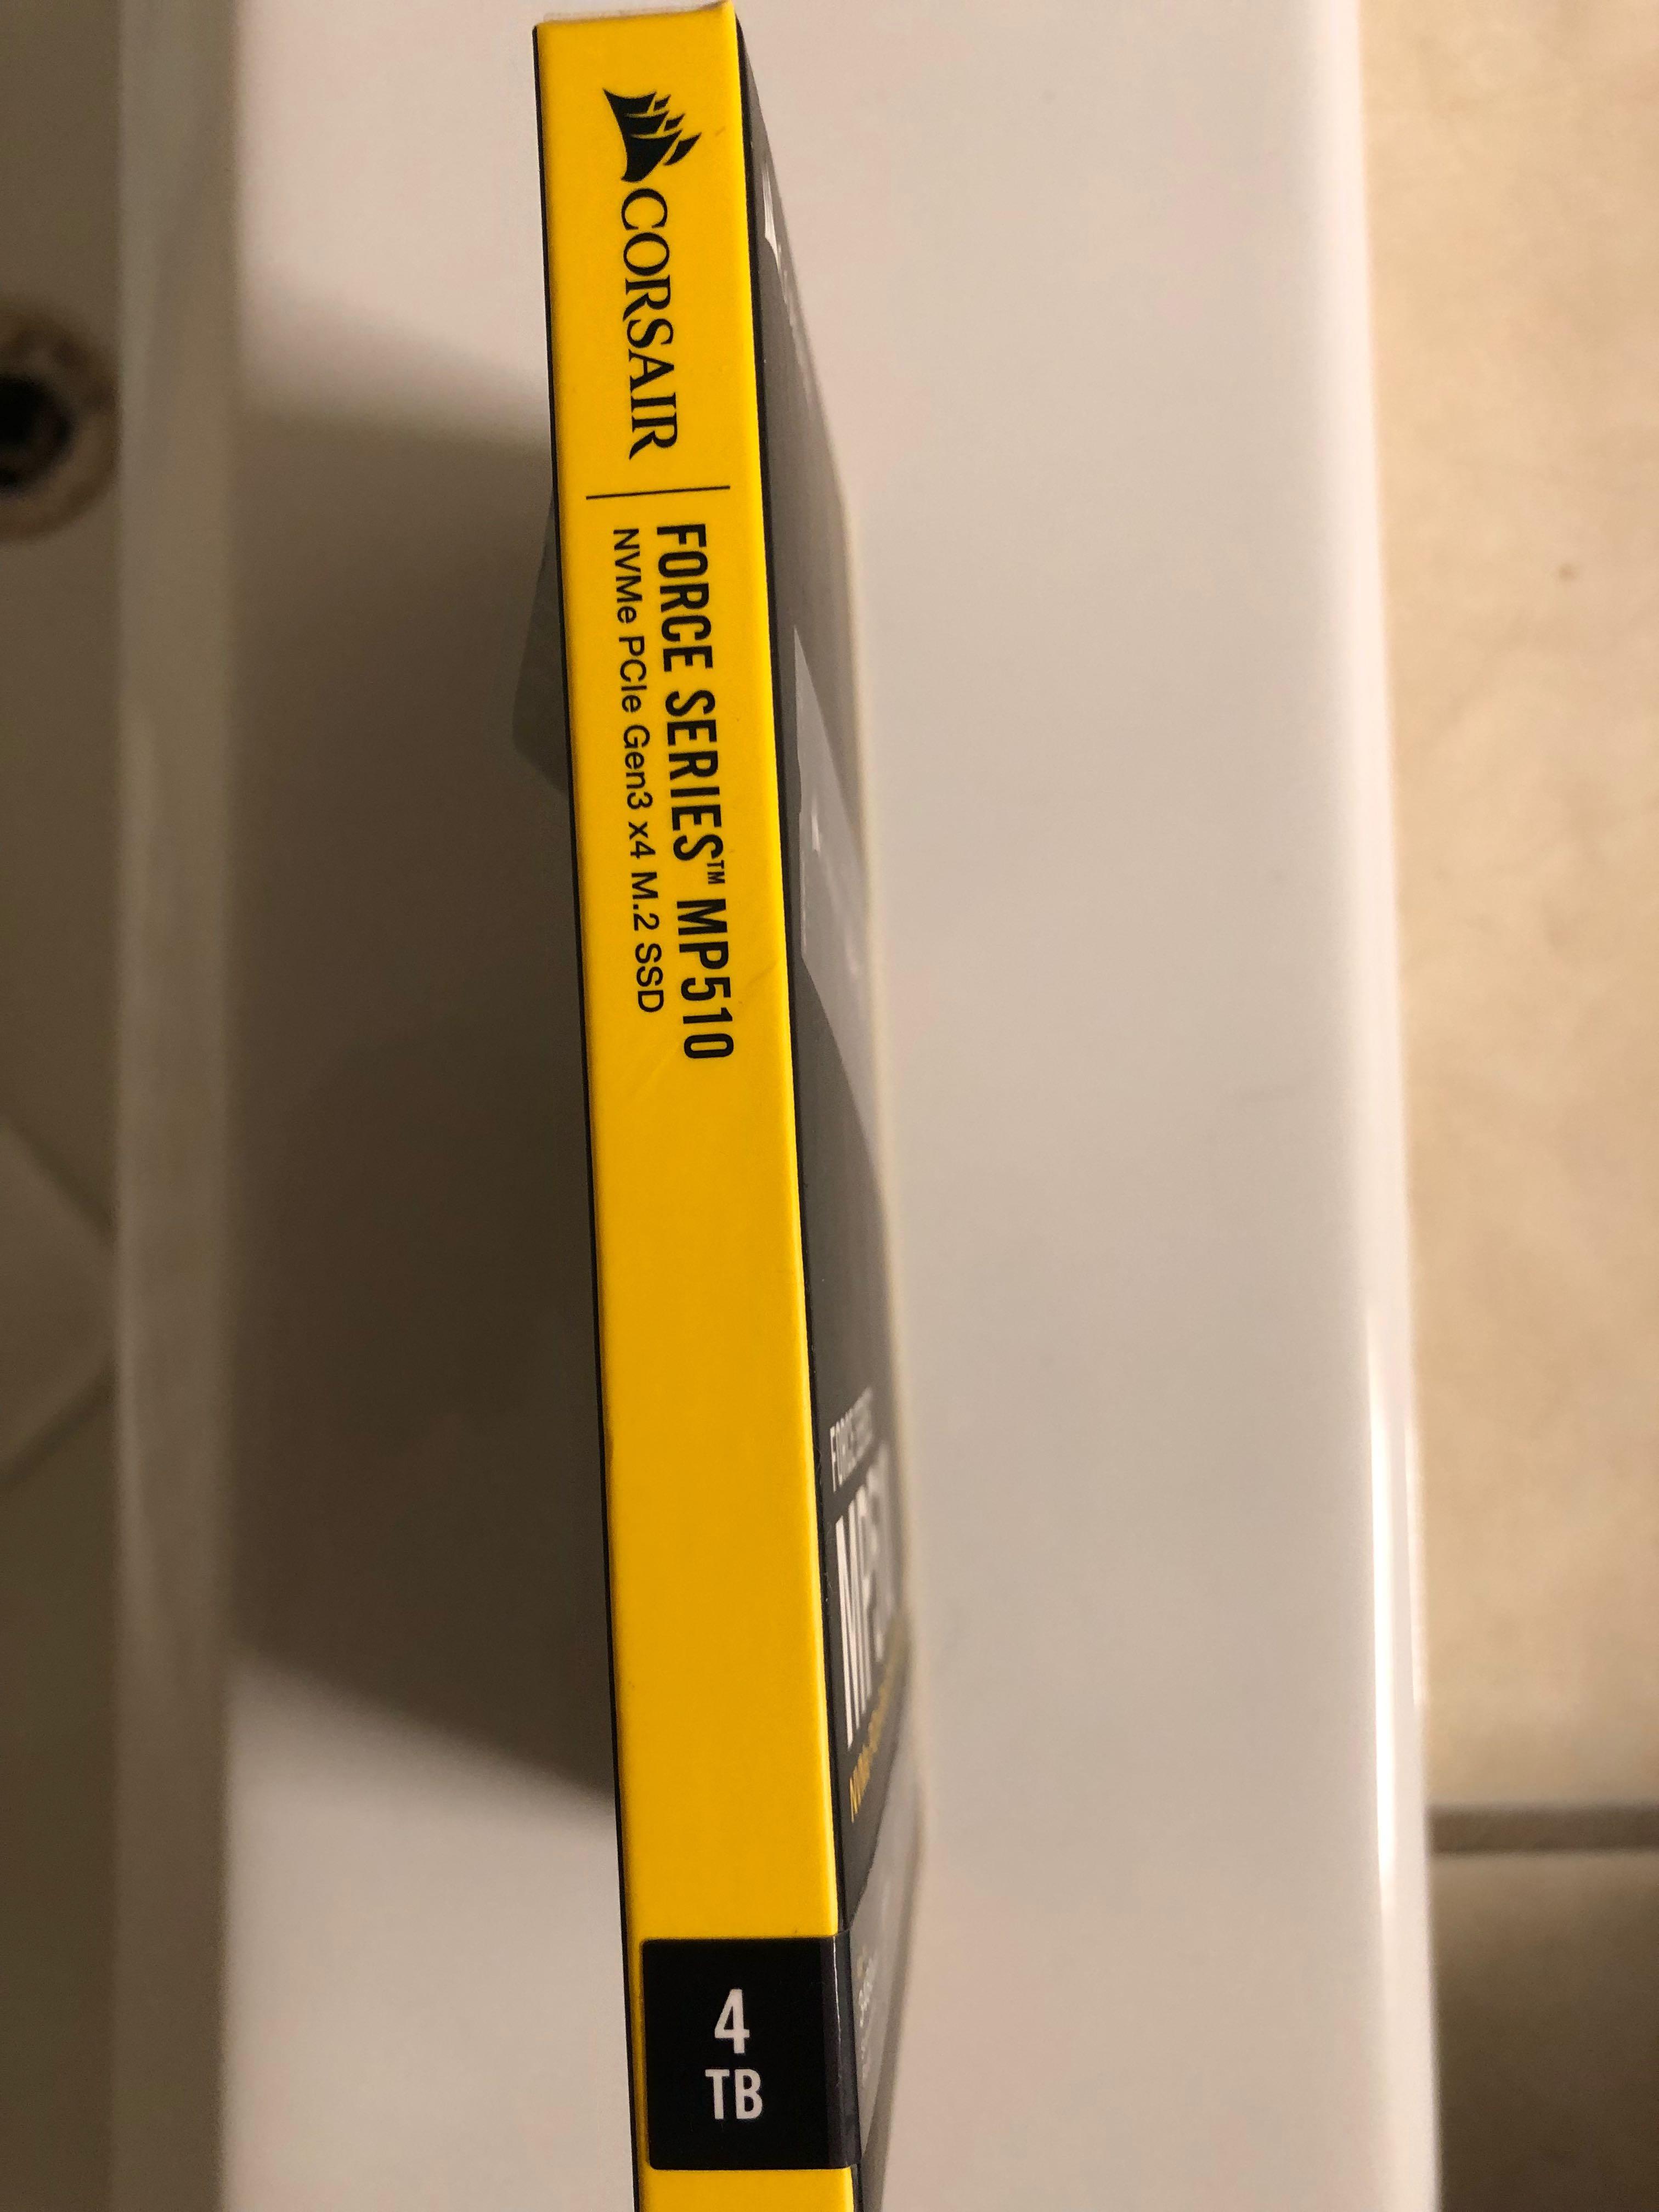 CORSAIR
FORCE SERIES™ MP510
NVMe PCIe Gen3 x4 M.2 SSD
4
TB